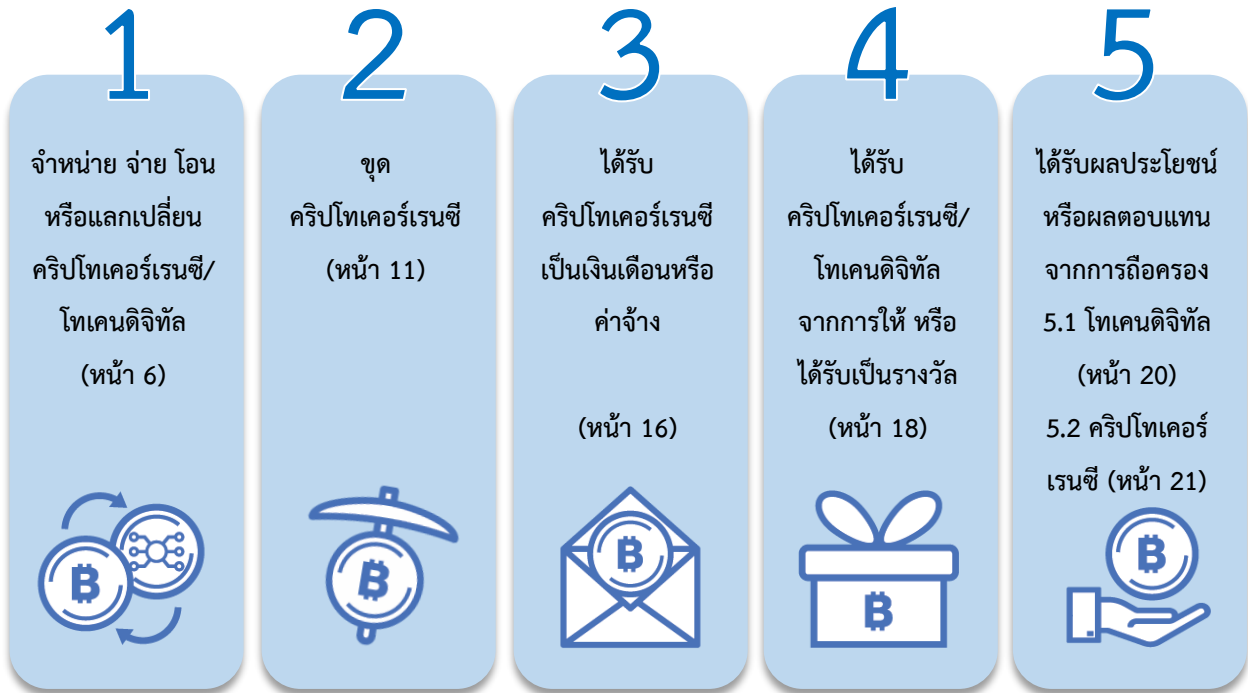 1
จำหน่าย จ่าย โอน
หรือแลกเปลี่ยน
คริปโทเคอร์เรนซี/
โทเคนดิจิทัล
(หน้า 6)
2
ขุด
คริปโทเคอร์เรนซี
(หน้า 11)
3
ได้รับ
คริปโทเคอร์เรนซี
เป็นเงินเดือนหรือ
ค่าจ้าง
(หน้า 16)
4
ได้รับ
คริปโทเคอร์เรนซี/
โทเคนดิจิทัล
จากการให้ หรือ
ได้รับเป็นรางวัล
(หน้า 18)
5
ได้รับผลประโยชน์
หรือผลตอบแทน
จากการถือครอง
5.1 โทเคนดิจิทัล
(หน้า 20)
5.2 คริปโทเคอร์
เรนซี (หน้า 21)